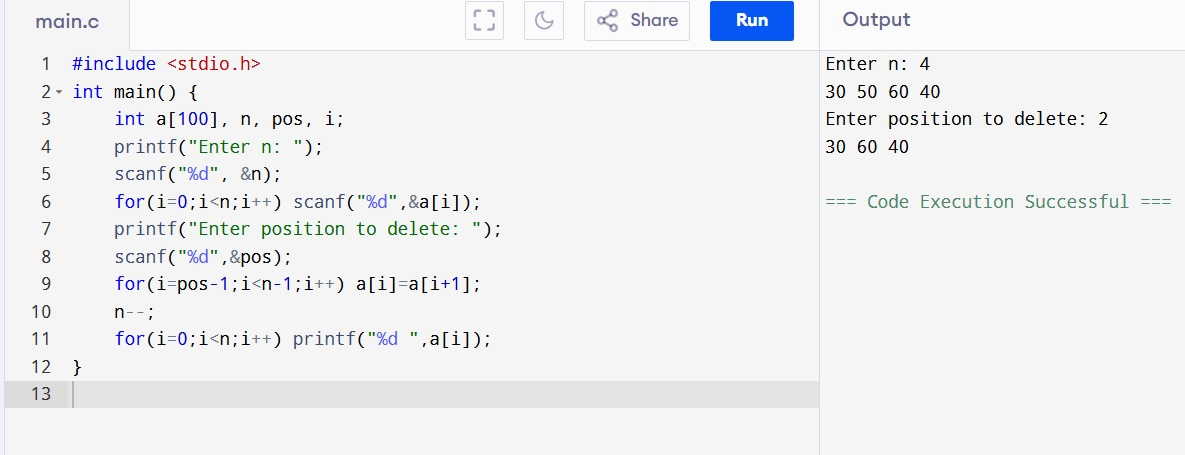 main.c
Share
Run
Output
1 #include <stdio.h>
2 int main() {
3     int a[100], n, pos, i;
4     printf("Enter n: ");
5     scanf("%d", &n);
6     for(i=0;i<n;i++) scanf("%d",&a[i]);
7     printf("Enter position to delete: ");
8     scanf("%d",&pos);
9     for(i=pos-1;i<n-1;i++) a[i]=a[i+1];
10     n--;
11     for(i=0;i<n;i++) printf("%d ",a[i]);
12 }
13
Enter n: 4
30 50 60 40
Enter position to delete: 2
30 60 40
=== Code Execution Successful ===